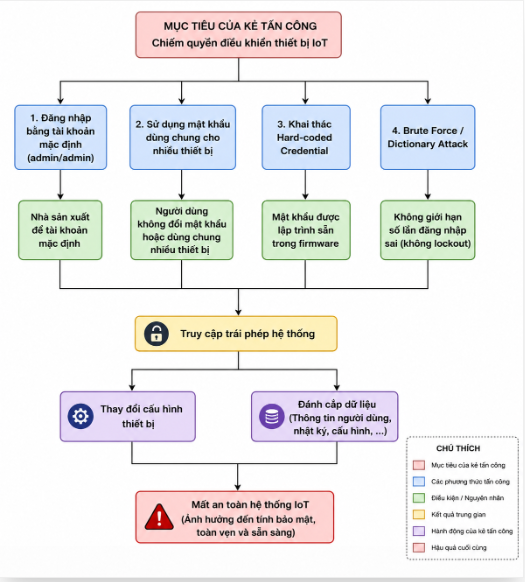 MỤC TIÊU CỦA KẺ TẤN CÔNG
Chiếm quyền điều khiển thiết bị IoT
1. Đăng nhập
bằng tài khoản
mặc định
(admin/admin)
2. Sử dụng mật khẩu
dùng chung cho
nhiều thiết bị
3. Khai thác
Hard-coded
Credential
4. Brute Force /
Dictionary Attack
Nhà sản xuất
để tài khoản
mặc định
Người dùng
không đổi mật khẩu
hoặc dùng chung
nhiều thiết bị
Mật khẩu được
lập trình sẵn
trong firmware
Không giới hạn
số lần đăng nhập
sai (không lockout)
Truy cập trái phép hệ thống
Thay đổi cấu hình
thiết bị
Đánh cắp dữ liệu
(Thông tin người dùng,
nhật ký, cấu hình, ...)
Mất an toàn hệ thống IoT
(Ảnh hưởng đến tính bảo mật,
toàn vẹn và sẵn sàng)
CHÚ THÍCH
Mục tiêu của kẻ tấn công
Các phương thức tấn công
Điều kiện / Nguyên nhân
Kết quả trung gian
Hành động của kẻ tấn công
Hậu quả cuối cùng